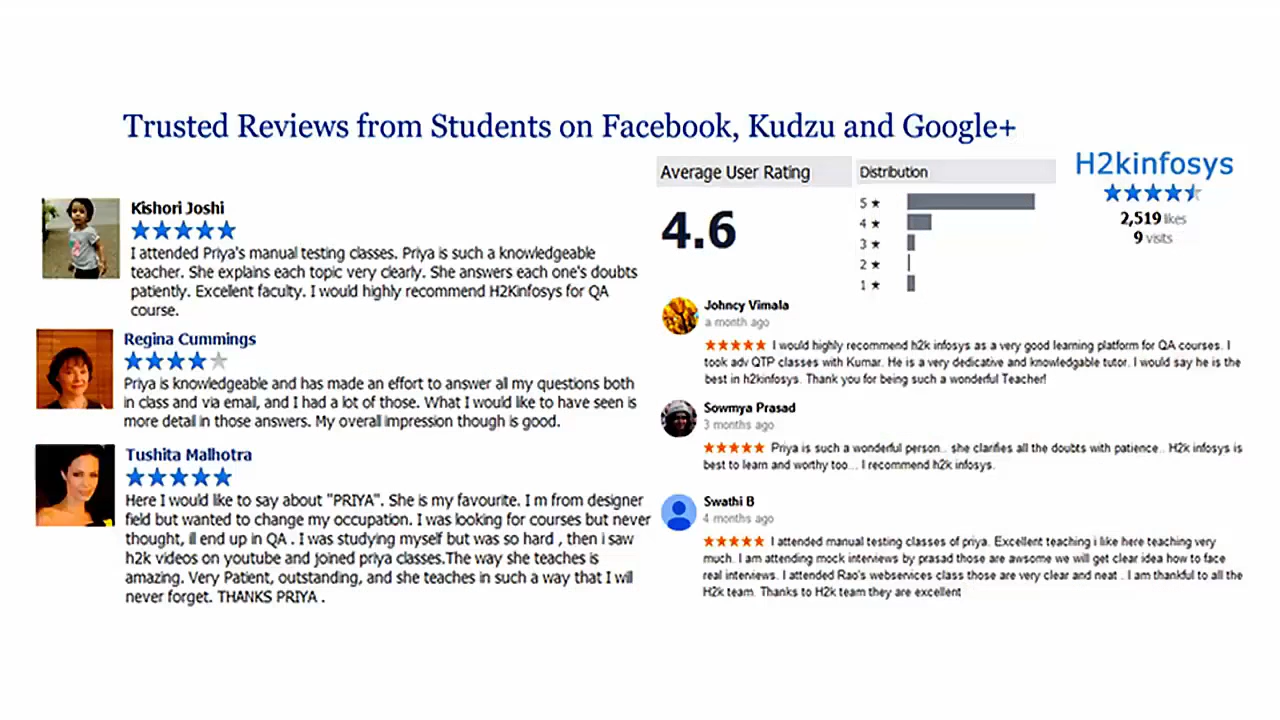 Trusted Reviews from Students on Facebook, Kudzu and Google+
Kishori Joshi
I attended Priya's manual testing classes. Priya is such a knowledgeable
teacher. She explains each topic very clearly. She answers each one's doubts
patiently. Excellent faculty. I would highly recommend H2Kinfosys for QA
course.
Regina Cummings
Priya is knowledgeable and has made an effort to answer all my questions both
in class and via email, and I had a lot of those. What I would like to have seen is
more detail in those answers. My overall impression though is good.
Tushita Malhotra
Here I would like to say about "PRIYA". She is my favourite. I m from designer
field but wanted to change my occupation. I was looking for courses but never
thought, ill end up in QA . I was studying myself but was so hard , then i saw
h2k videos on youtube and joined priya classes.The way she teaches is
amazing. Very Patient, outstanding, and she teaches in such a way that I will
never forget. THANKS PRIYA .
Average User Rating
4.6
Distribution
5 ★
4 ★
3 ★
2 ★
1 ★
H2kinfosys
2,519 likes
9 visits
Johncy Vimala
a month ago
I would highly recommend h2k infosys as a very good learning platform for QA courses. I
took adv QTP classes with Kumar. He is a very dedicative and knowledgable tutor. I would say he is the
best in h2kinfosys. Thank you for being such a wonderful Teacher!
Sowmya Prasad
3 months ago
Priya is such a wonderful person.. she clarifies all the doubts with patience.. H2k infosys is
best to learn and worthy too... I recommend h2k infosys.
Swathi B
4 months ago
I attended manual testing classes of priya. Excellent teaching i like here teaching very
much. I am attending mock interviews by prasad those are awsome we will get clear idea how to face
real interviews. I attended Rao's webservices class those are very clear and neat . I am thankful to all the
H2k team. Thanks to H2k team they are excellent